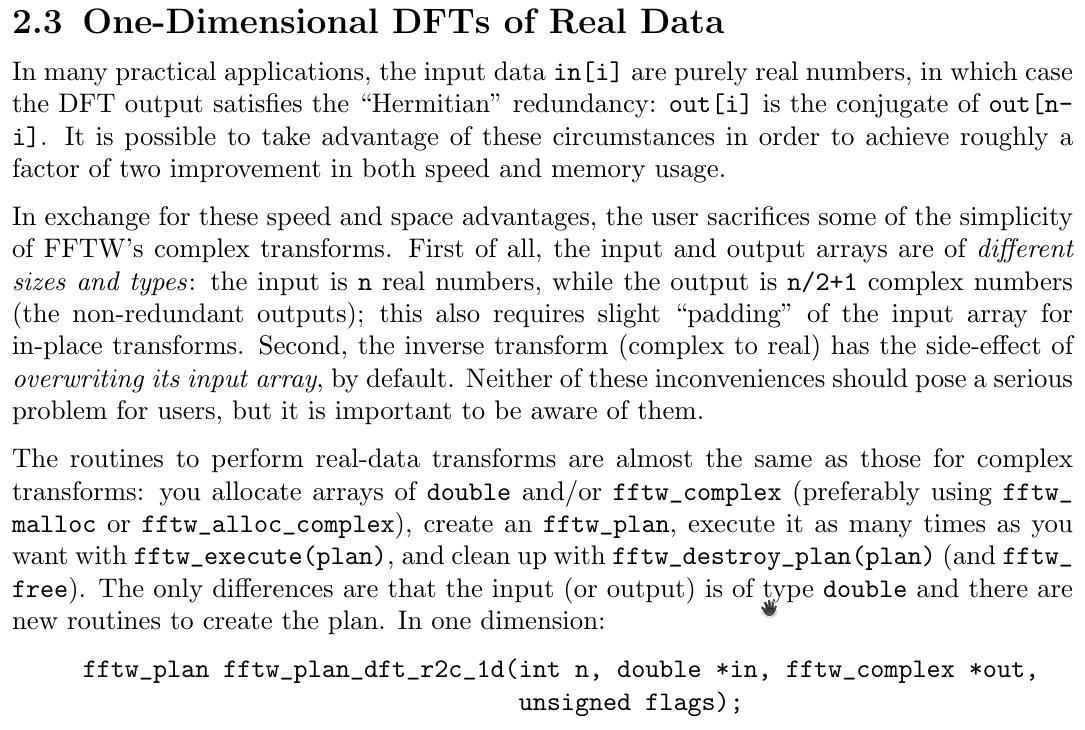 2.3 One-Dimensional DFTs of Real Data
In many practical applications, the input data in[i] are purely real numbers, in which case
the DFT output satisfies the “Hermitian” redundancy: out[i] is the conjugate of out[n-
i]. It is possible to take advantage of these circumstances in order to achieve roughly a
factor of two improvement in both speed and memory usage.
In exchange for these speed and space advantages, the user sacrifices some of the simplicity
of FFTW’s complex transforms. First of all, the input and output arrays are of different
sizes and types: the input is n real numbers, while the output is n/2+1 complex numbers
(the non-redundant outputs); this also requires slight “padding” of the input array for
in-place transforms. Second, the inverse transform (complex to real) has the side-effect of
overwriting its input array, by default. Neither of these inconveniences should pose a serious
problem for users, but it is important to be aware of them.
The routines to perform real-data transforms are almost the same as those for complex
transforms: you allocate arrays of double and/or fftw_complex (preferably using fftw_
malloc or fftw_alloc_complex), create an fftw_plan, execute it as many times as you
want with fftw_execute(plan), and clean up with fftw_destroy_plan(plan) (and fftw_
free). The only differences are that the input (or output) is of type double and there are
new routines to create the plan. In one dimension:
fftw_plan fftw_plan_dft_r2c_1d(int n, double *in, fftw_complex *out,
unsigned flags);